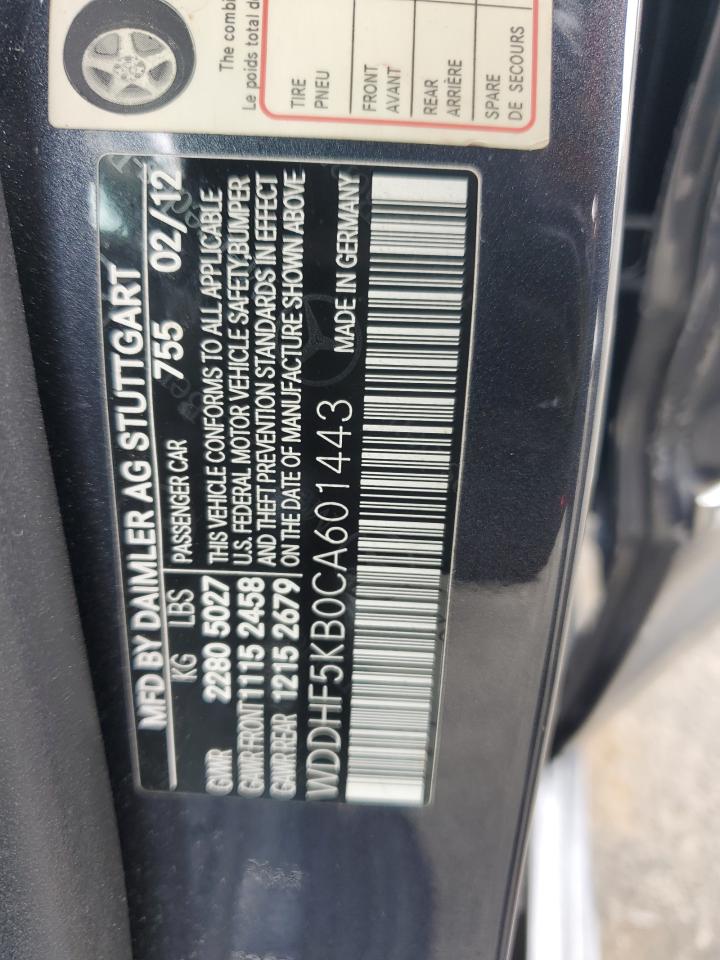 The combi
Le poids total d
TIRE
PNEU
FRONT
AVANT
REAR
ARRIÈRE
SPARE
DE SECOURS
MFD BY DAIMLER AG STUTTGART
KG LBS 755 02/12
PASSENGER CAR
GVWR 2280 5027
GAWR FRONT 1115 2458
GAWR REAR 1215 2679
THIS VEHICLE CONFORMS TO ALL APPLICABLE
U.S. FEDERAL MOTOR VEHICLE SAFETY,BUMPER
AND THEFT PREVENTION STANDARDS IN EFFECT
ON THE DATE OF MANUFACTURE SHOWN ABOVE
WDDHF5KB0CA601443 MADE IN GERMANY